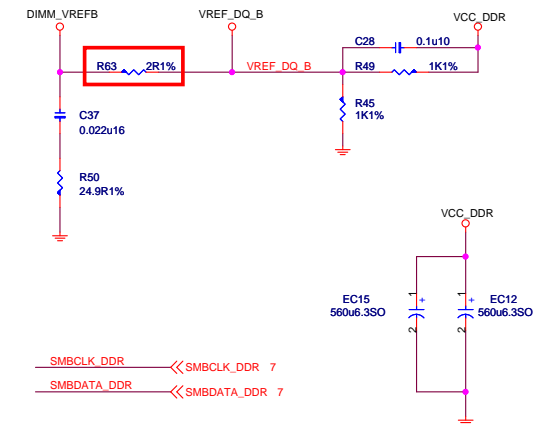 DIMM_VREFB
VREF_DQ_B
VCC_DDR
C28 0.1u10
R63 2R1%
VREF_DQ_B
R49 1K1%
R45
1K1%
C37
0.022u16
R50
24.9R1%
VCC_DDR
EC15
560u6.3SO
EC12
560u6.3SO
1
2
1
2
SMBCLK_DDR
SMBCLK_DDR 7
SMBDATA_DDR
SMBDATA_DDR 7